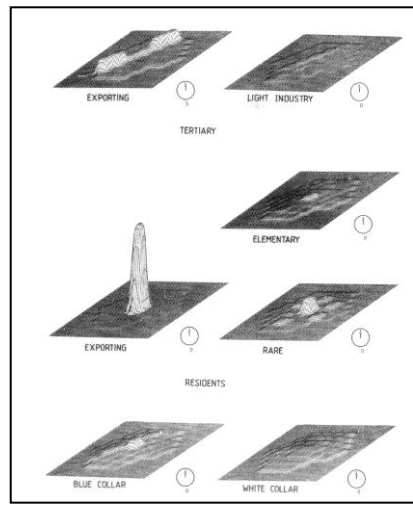 EXPORTING LIGHT INDUSTRY
TERTIARY
ELEMENTARY
EXPORTING RARE
RESIDENTS
BLUE COLLAR WHITE COLLAR